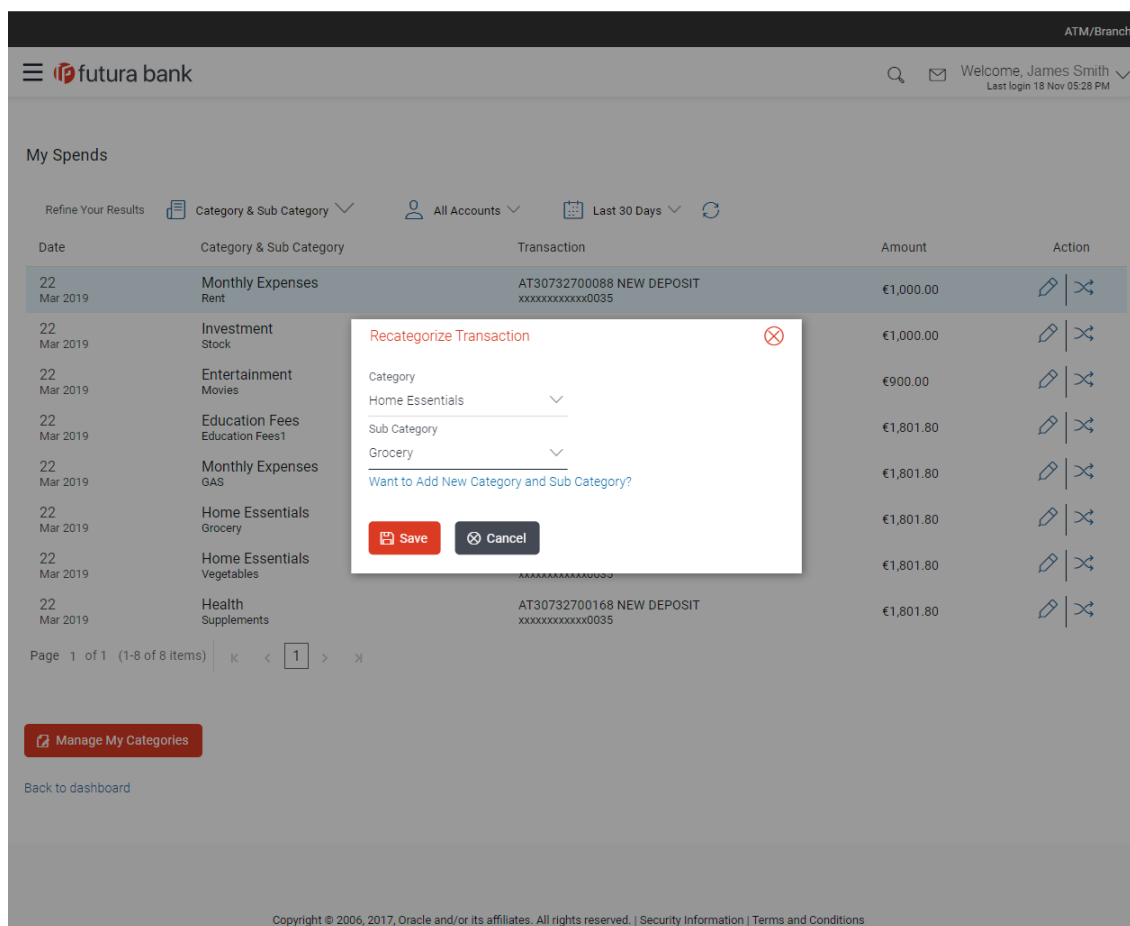 ATM/Branch
futura bank
Welcome, James Smith
Last login 18 Nov 05:28 PM
My Spends
Refine Your Results Category & Sub Category All Accounts Last 30 Days
Date Category & Sub Category Transaction Amount Action
22 Monthly Expenses AT30732700088 NEW DEPOSIT €1,000.00
Mar 2019 Rent xxxxxxxxxxxx0035
22 Investment €1,000.00
Mar 2019 Stock
22 Entertainment €900.00
Mar 2019 Movies
22 Education Fees €1,801.80
Mar 2019 Education Fees1
22 Monthly Expenses €1,801.80
Mar 2019 GAS
22 Home Essentials €1,801.80
Mar 2019 Grocery
22 Home Essentials €1,801.80
Mar 2019 Vegetables xxxxxxxxxxxx0035
22 Health AT30732700168 NEW DEPOSIT €1,801.80
Mar 2019 Supplements xxxxxxxxxxxx0035
Recategorize Transaction
Category
Home Essentials
Sub Category
Grocery
Want to Add New Category and Sub Category?
Save Cancel
Page 1 of 1 (1-8 of 8 items) K < 1 > Ж
Manage My Categories
Back to dashboard
Copyright © 2006, 2017, Oracle and/or its affiliates. All rights reserved. | Security Information | Terms and Conditions